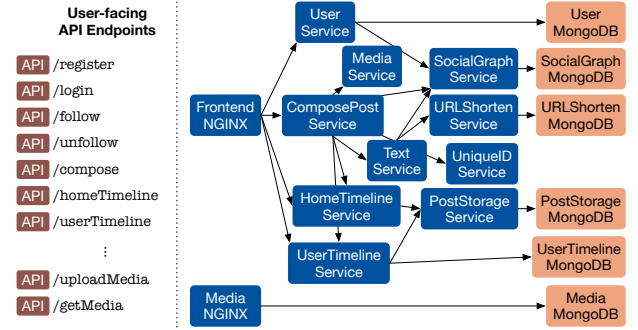 User-facing
API Endpoints
API /register
API /login
API /follow
API /unfollow
API /compose
API /homeTimeline
API /userTimeline
⋮
API /uploadMedia
API /getMedia
User
Service
Media
Service
Frontend
NGINX
ComposePost
Service
Text
Service
HomeTimeline
Service
UserTimeline
Service
Media
NGINX
SocialGraph
Service
URLShorten
Service
UniqueID
Service
PostStorage
Service
User
MongoDB
SocialGraph
MongoDB
URLShorten
MongoDB
PostStorage
MongoDB
UserTimeline
MongoDB
Media
MongoDB